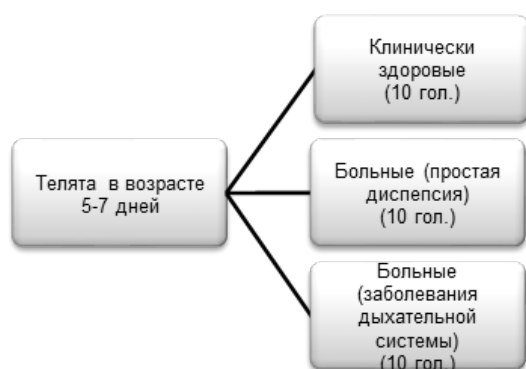 Телята в возрасте
5-7 дней
Клинически
здоровые
(10 гол.)
Больные (простая
диспепсия)
(10 гол.)
Больные
(заболевания
дыхательной
системы)
(10 гол.)